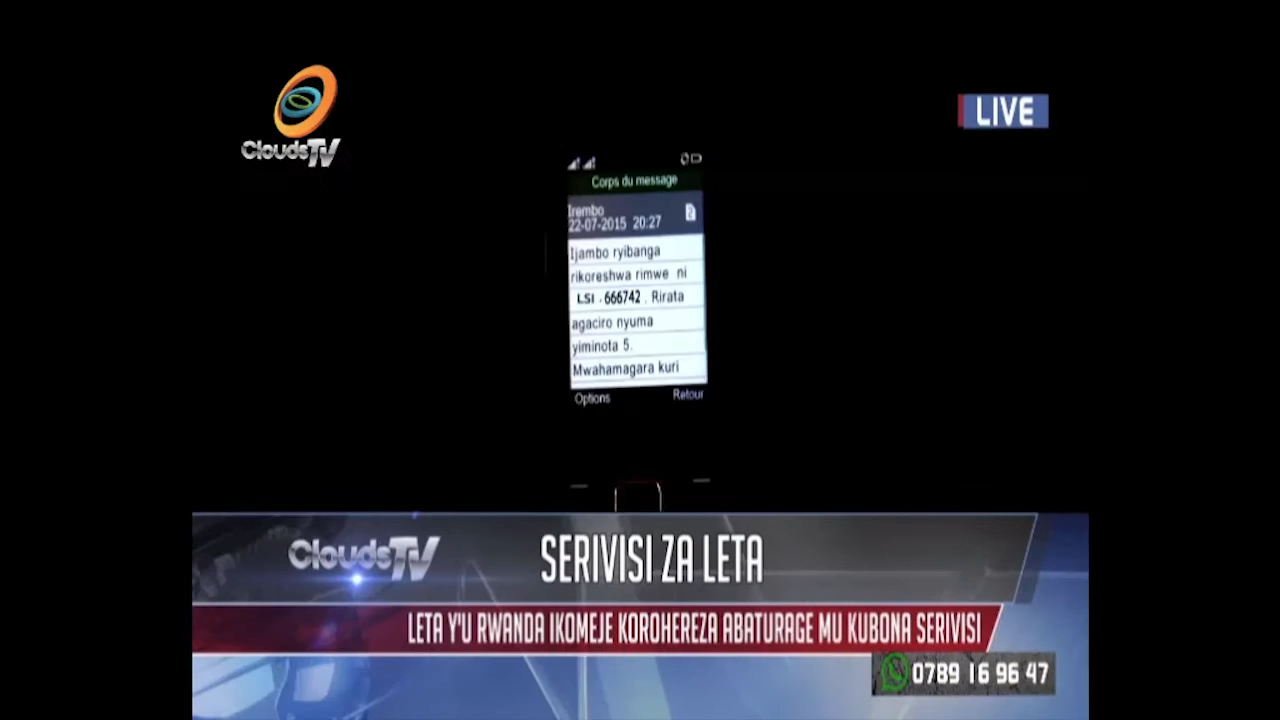 CloudsTV
LIVE
Corps du message
Irembo
22-07-2015 20:27
Ijambo ryibanga
rikoreshwa rimwe ni
LSI - 666742 . Rirata
agaciro nyuma
yiminota 5.
Mwahamagara kuri
Options Retour
CloudsTV
SERIVISI ZA LETA
LETA Y'U RWANDA IKOMEJE KOROHEREZA ABATURAGE MU KUBONA SERIVISI
0789 16 96 47